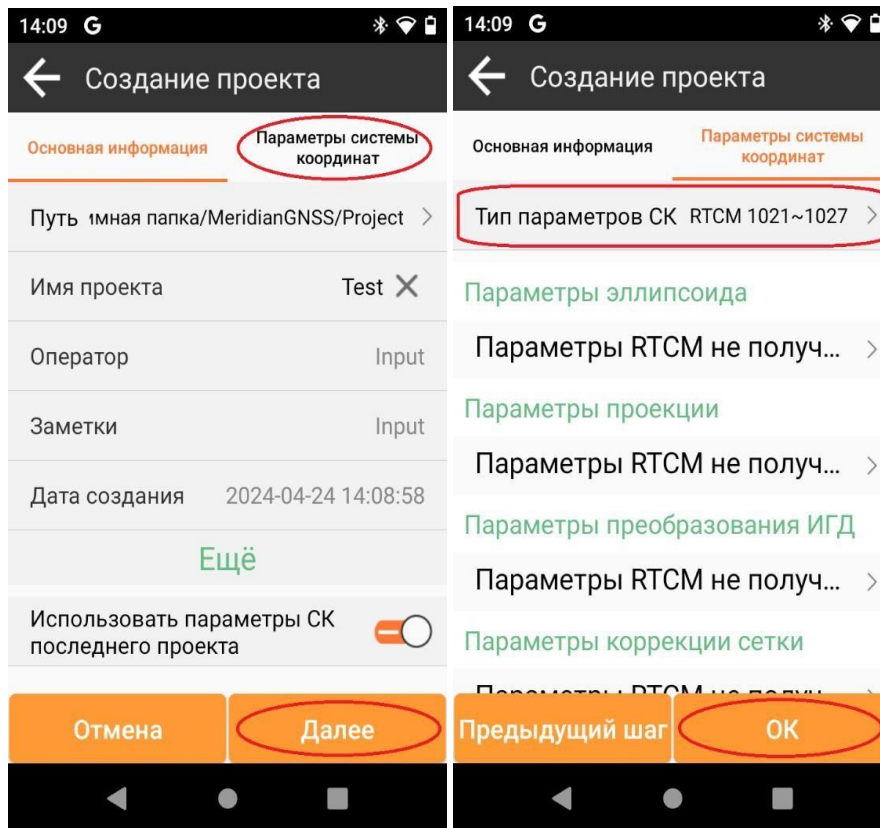 14:09 G
Создание проекта
Основная информация
Параметры системы
координат
Путь
имная папка/MeridianGNSS/Project
Имя проекта
Test
Оператор
Input
Заметки
Input
Дата создания
2024-04-24 14:08:58
Ещё
Использовать параметры СК
последнего проекта
Отмена
Далее
14:09 G
Создание проекта
Основная информация
Параметры системы
координат
Тип параметров СК
RTCM 1021~1027
Параметры эллипсоида
Параметры RTCM не получ...
Параметры проекции
Параметры RTCM не получ...
Параметры преобразования ИГД
Параметры RTCM не получ...
Параметры коррекции сетки
Предыдущий шаг
ОК